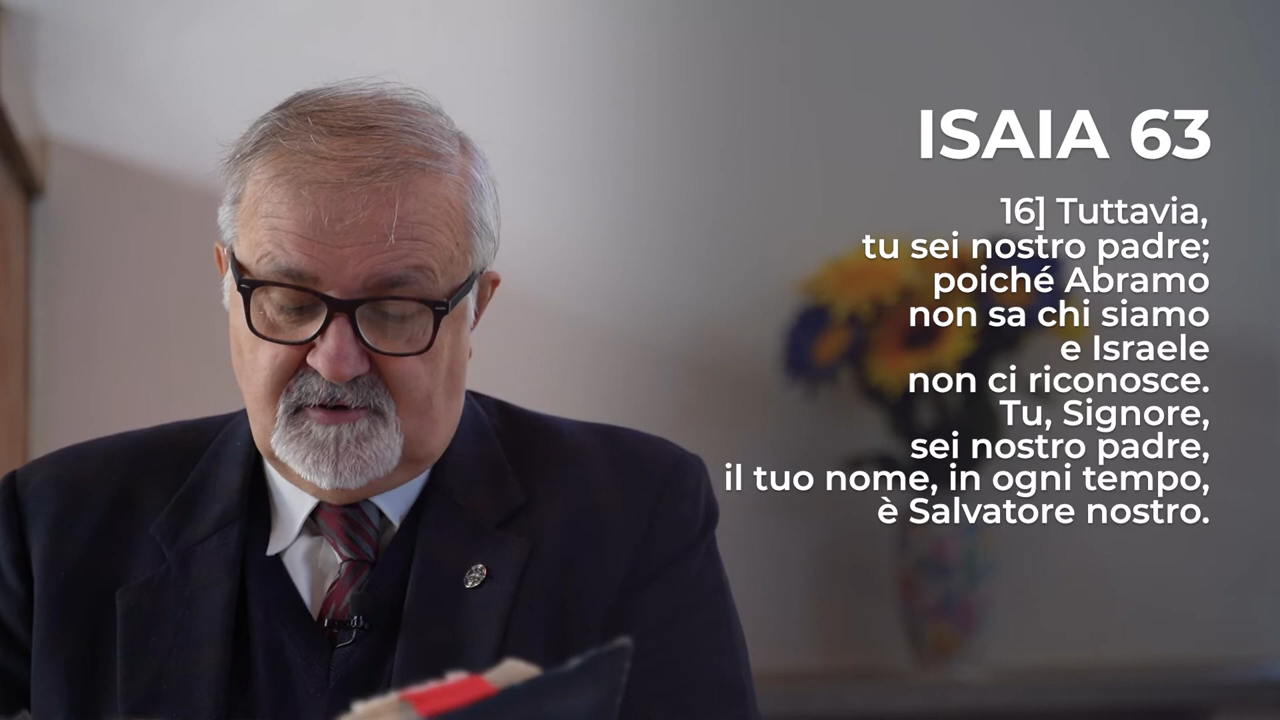 ISAIA 63
16] Tuttavia,
tu sei nostro padre;
poiché Abramo
non sa chi siamo
e Israele
non ci riconosce.
Tu, Signore,
sei nostro padre,
il tuo nome, in ogni tempo,
è Salvatore nostro.